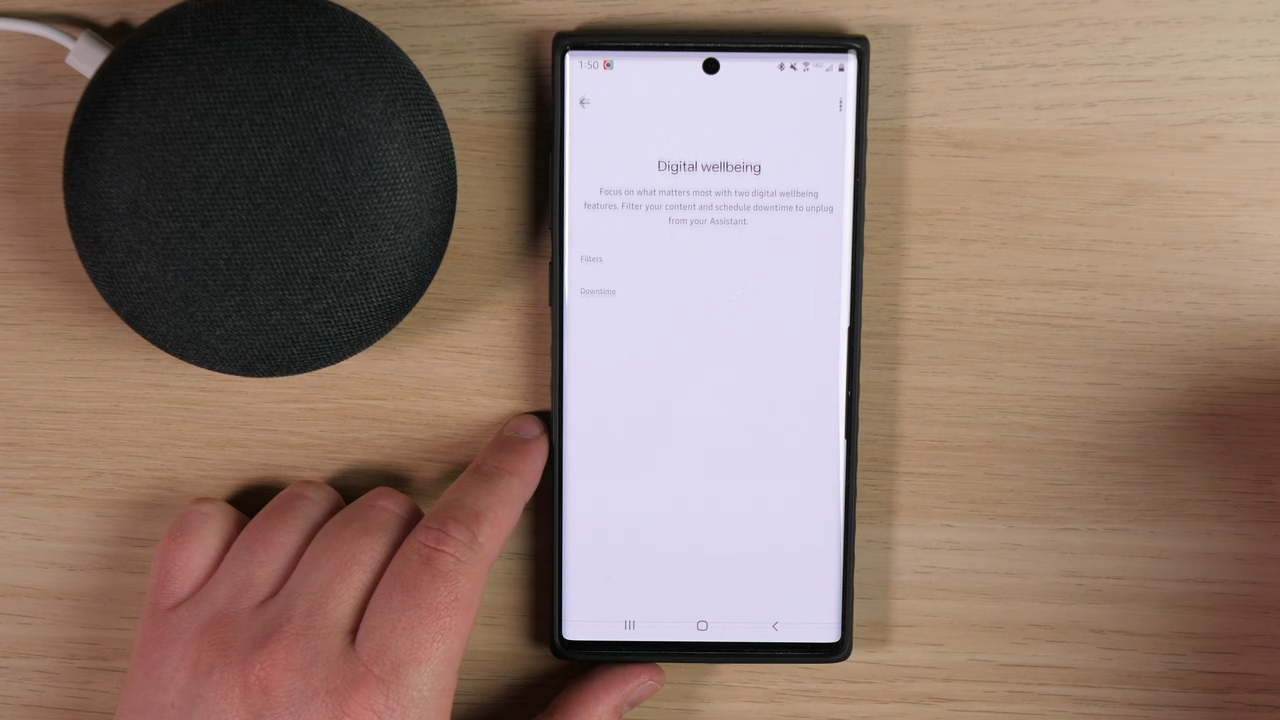 1:50
Digital wellbeing
Focus on what matters most with two digital wellbeing
features. Filter your content and schedule downtime to unplug
from your Assistant.
Filters
Downtime